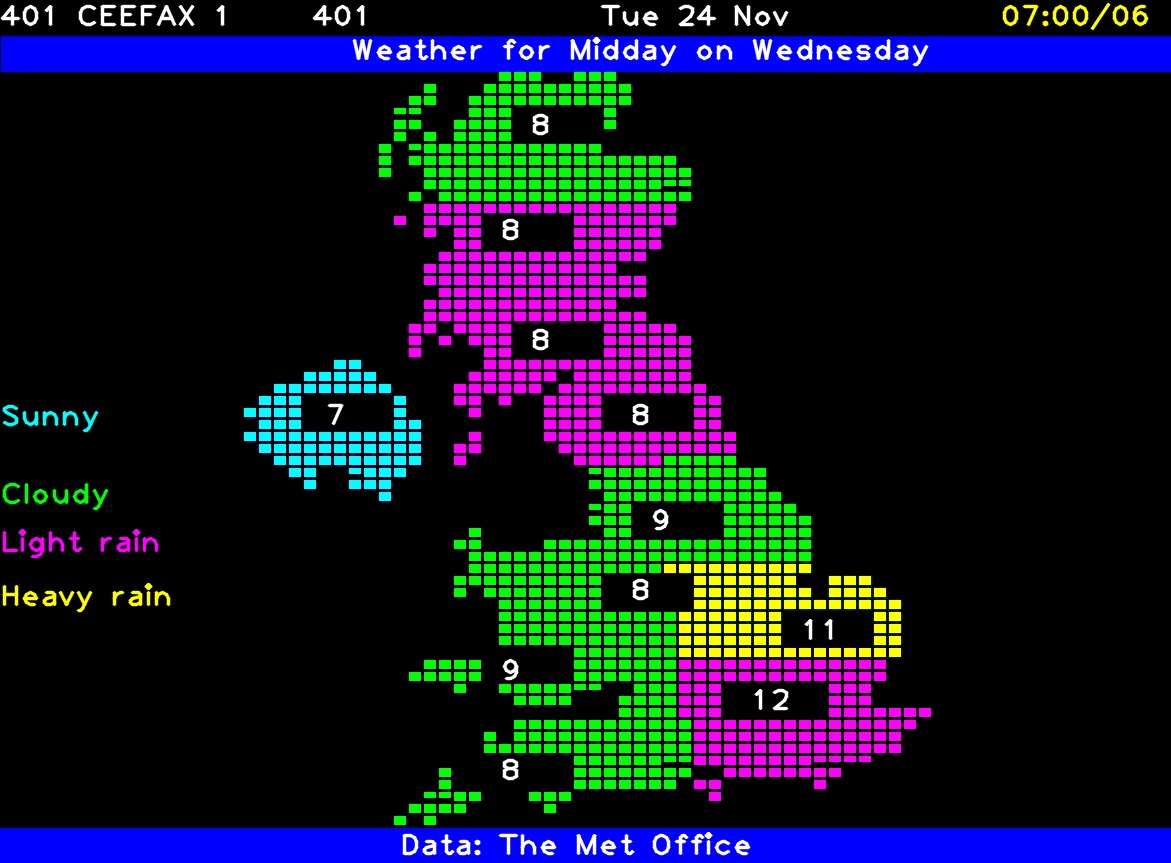 401 CEEFAX 1 401 Tue 24 Nov 07:00/06
Weather for Midday on Wednesday
8
8
8
Sunny 7 8
Cloudy
9
Light rain
Heavy rain 8
11
9
12
8
Data: The Met Office